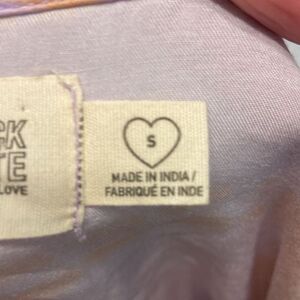 CK
TE
LOVE
S
MADE IN INDIA/
FABRIQUÉ EN INDE